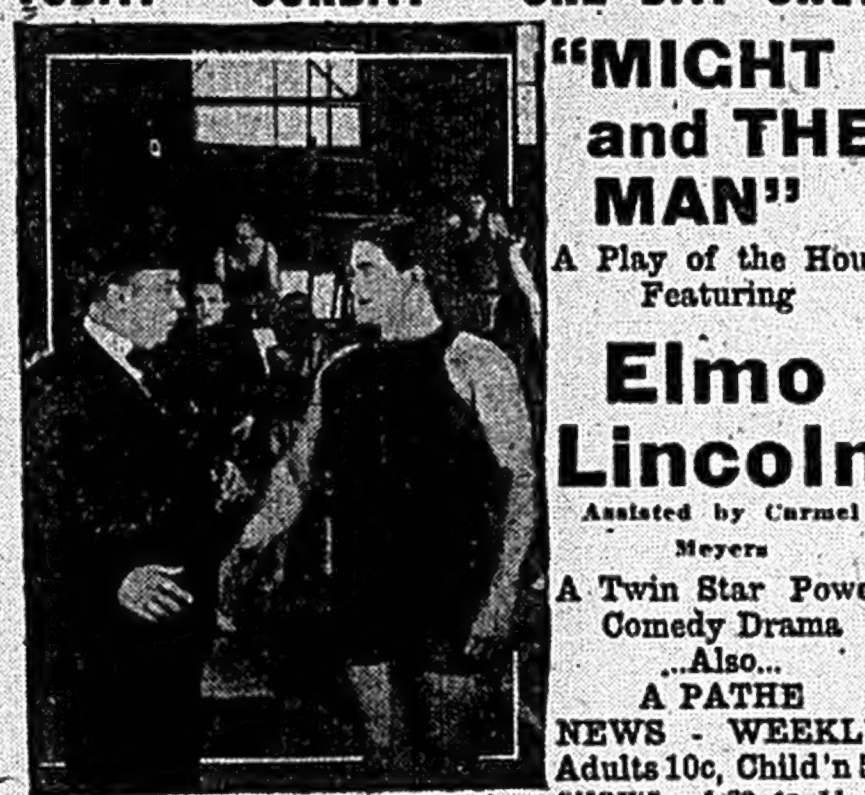 "MIGHT
and THE
MAN"
A Play of the Hou
Featuring
Elmo
Lincoln
Assisted by Carmel
Meyers
A Twin Star Powe
Comedy Drama
...Also...
A PATHE
NEWS - WEEKL
Adults 10c, Child'n